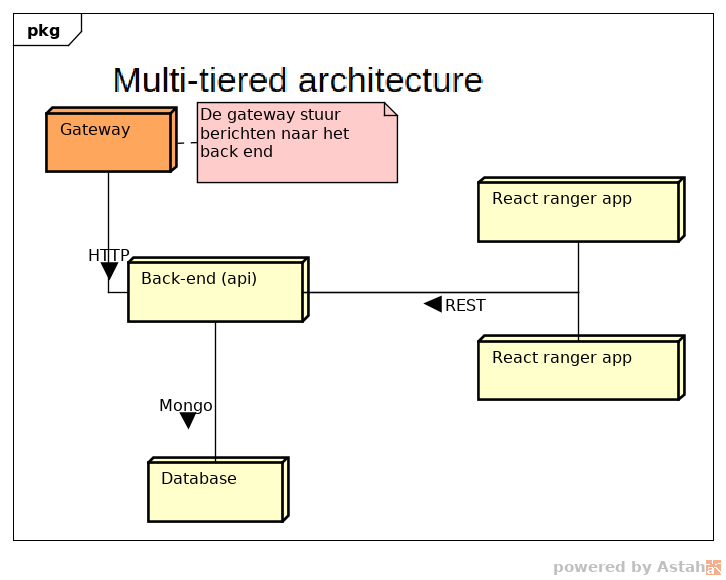 pkg
Multi-tiered architecture
Gateway
De gateway stuur
berichten naar het
back end
React ranger app
HTTP
Back-end (api)
REST
React ranger app
Mongo
Database
powered by Astah